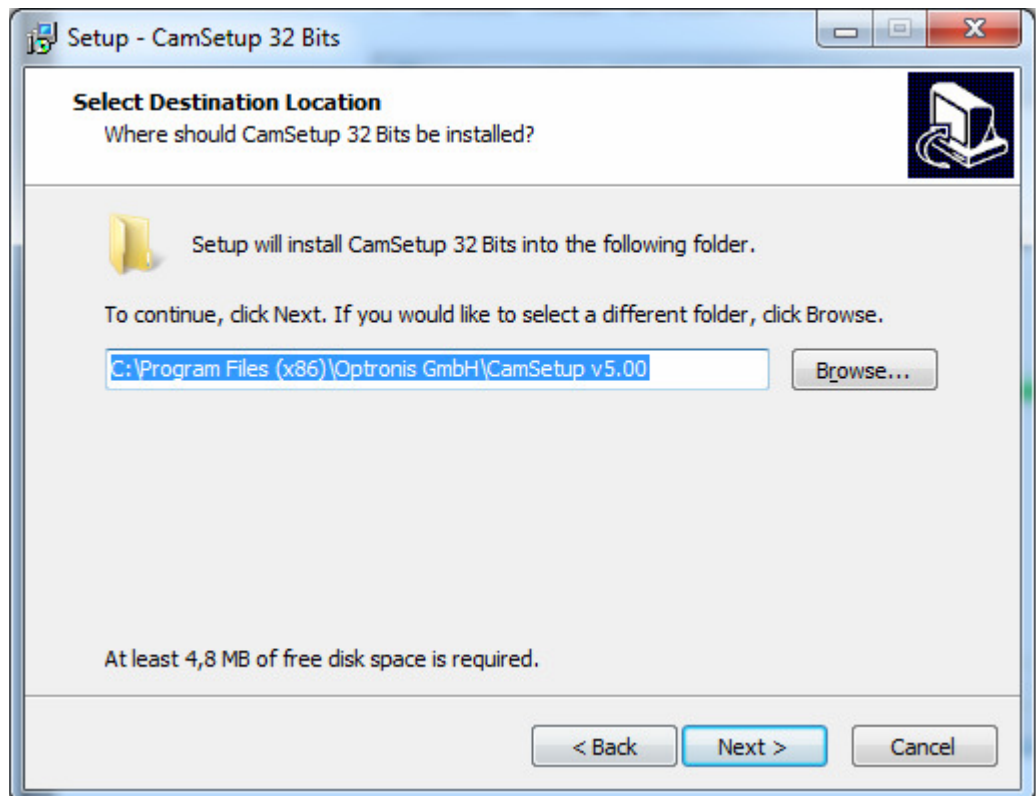 Setup - CamSetup 32 Bits
Select Destination Location
Where should CamSetup 32 Bits be installed?
Setup will install CamSetup 32 Bits into the following folder.
To continue, click Next. If you would like to select a different folder, click Browse.
C:\Program Files (x86)\Optronis GmbH\CamSetup v5.00
Browse...
At least 4,8 MB of free disk space is required.
< Back
Next >
Cancel